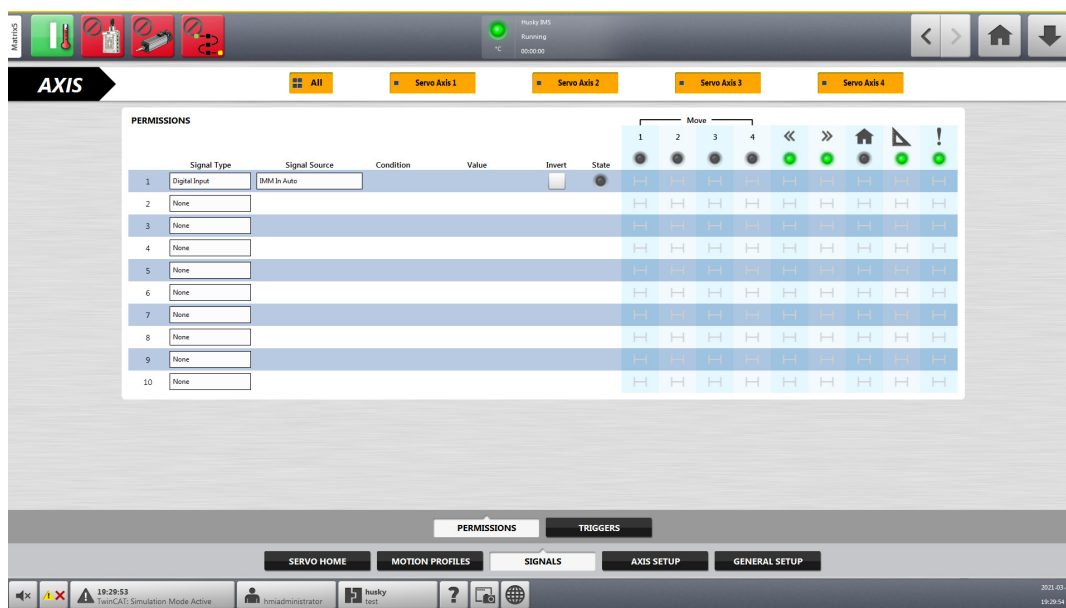 Matrix5
°C
Husky IMS
Running
00:00:00
AXIS
All
Servo Axis 1
Servo Axis 2
Servo Axis 3
Servo Axis 4
PERMISSIONS
Move
1 2 3 4 « » !
Signal Type Signal Source Condition Value Invert State
1 Digital Input IMM In Auto
2 None
3 None
4 None
5 None
6 None
7 None
8 None
9 None
10 None
PERMISSIONS TRIGGERS
SERVO HOME MOTION PROFILES SIGNALS AXIS SETUP GENERAL SETUP
19:29:53
TwinCAT: Simulation Mode Active
hmiadministrator
husky
test
?
2021-03-
19:29:54